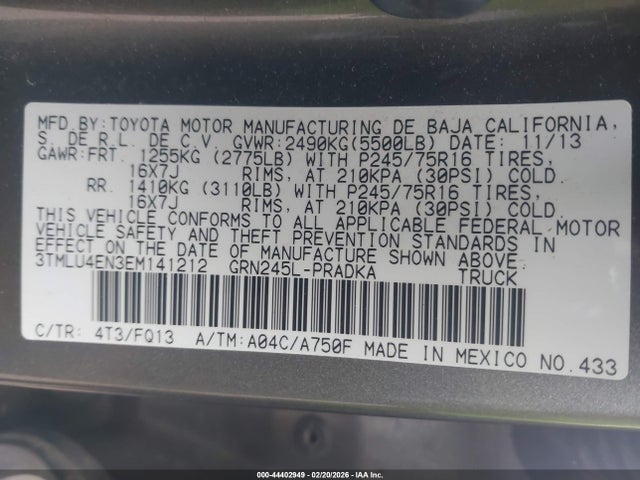 MFD.BY:TOYOTA MOTOR MANUFACTURING DE BAJA CALIFORNIA,
S. DE R.L. DE C.V. GVWR:2490KG(5500LB) DATE: 11/13
GAWR:FRT. 1255KG (2775LB) WITH P245/75R16 TIRES,
16X7J RIMS, AT 210KPA (30PSI) COLD.
RR. 1410KG (3110LB) WITH P245/75R16 TIRES,
16X7J RIMS, AT 210KPA (30PSI) COLD.
THIS VEHICLE CONFORMS TO ALL APPLICABLE FEDERAL MOTOR
VEHICLE SAFETY AND THEFT PREVENTION STANDARDS IN
EFFECT ON THE DATE OF MANUFACTURE SHOWN ABOVE.
3TMLU4EN3EM141212 GRN245L-PRADKA TRUCK
C/TR: 4T3/FQ13 A/TM:A04C/A750F MADE IN MEXICO NO.433
000-44402949 - 02/20/2026 - IAA Inc.